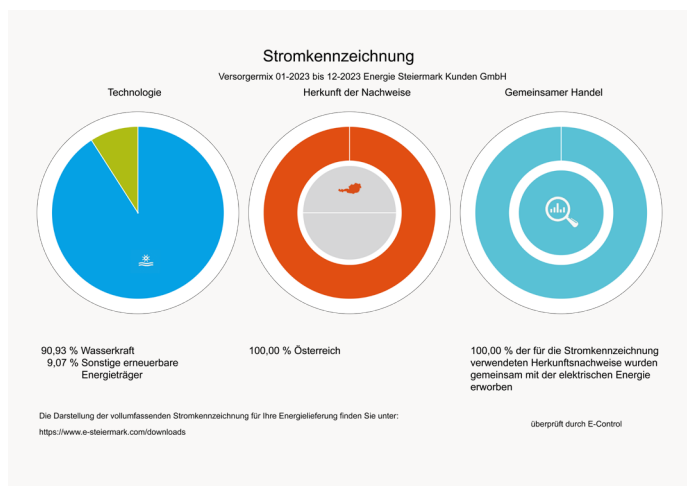 Stromkennzeichnung
Versorgermix 01-2023 bis 12-2023 Energie Steiermark Kunden GmbH
Technologie
Herkunft der Nachweise
Gemeinsamer Handel
90,93 % Wasserkraft
9,07 % Sonstige erneuerbare
Energieträger
100,00 % Österreich
100,00 % der für die Stromkennzeichnung
verwendeten Herkunftsnachweise wurden
gemeinsam mit der elektrischen Energie
erworben
Die Darstellung der vollumfassenden Stromkennzeichnung für Ihre Energielieferung finden Sie unter:
https://www.e-steiermark.com/downloads
überprüft durch E-Control